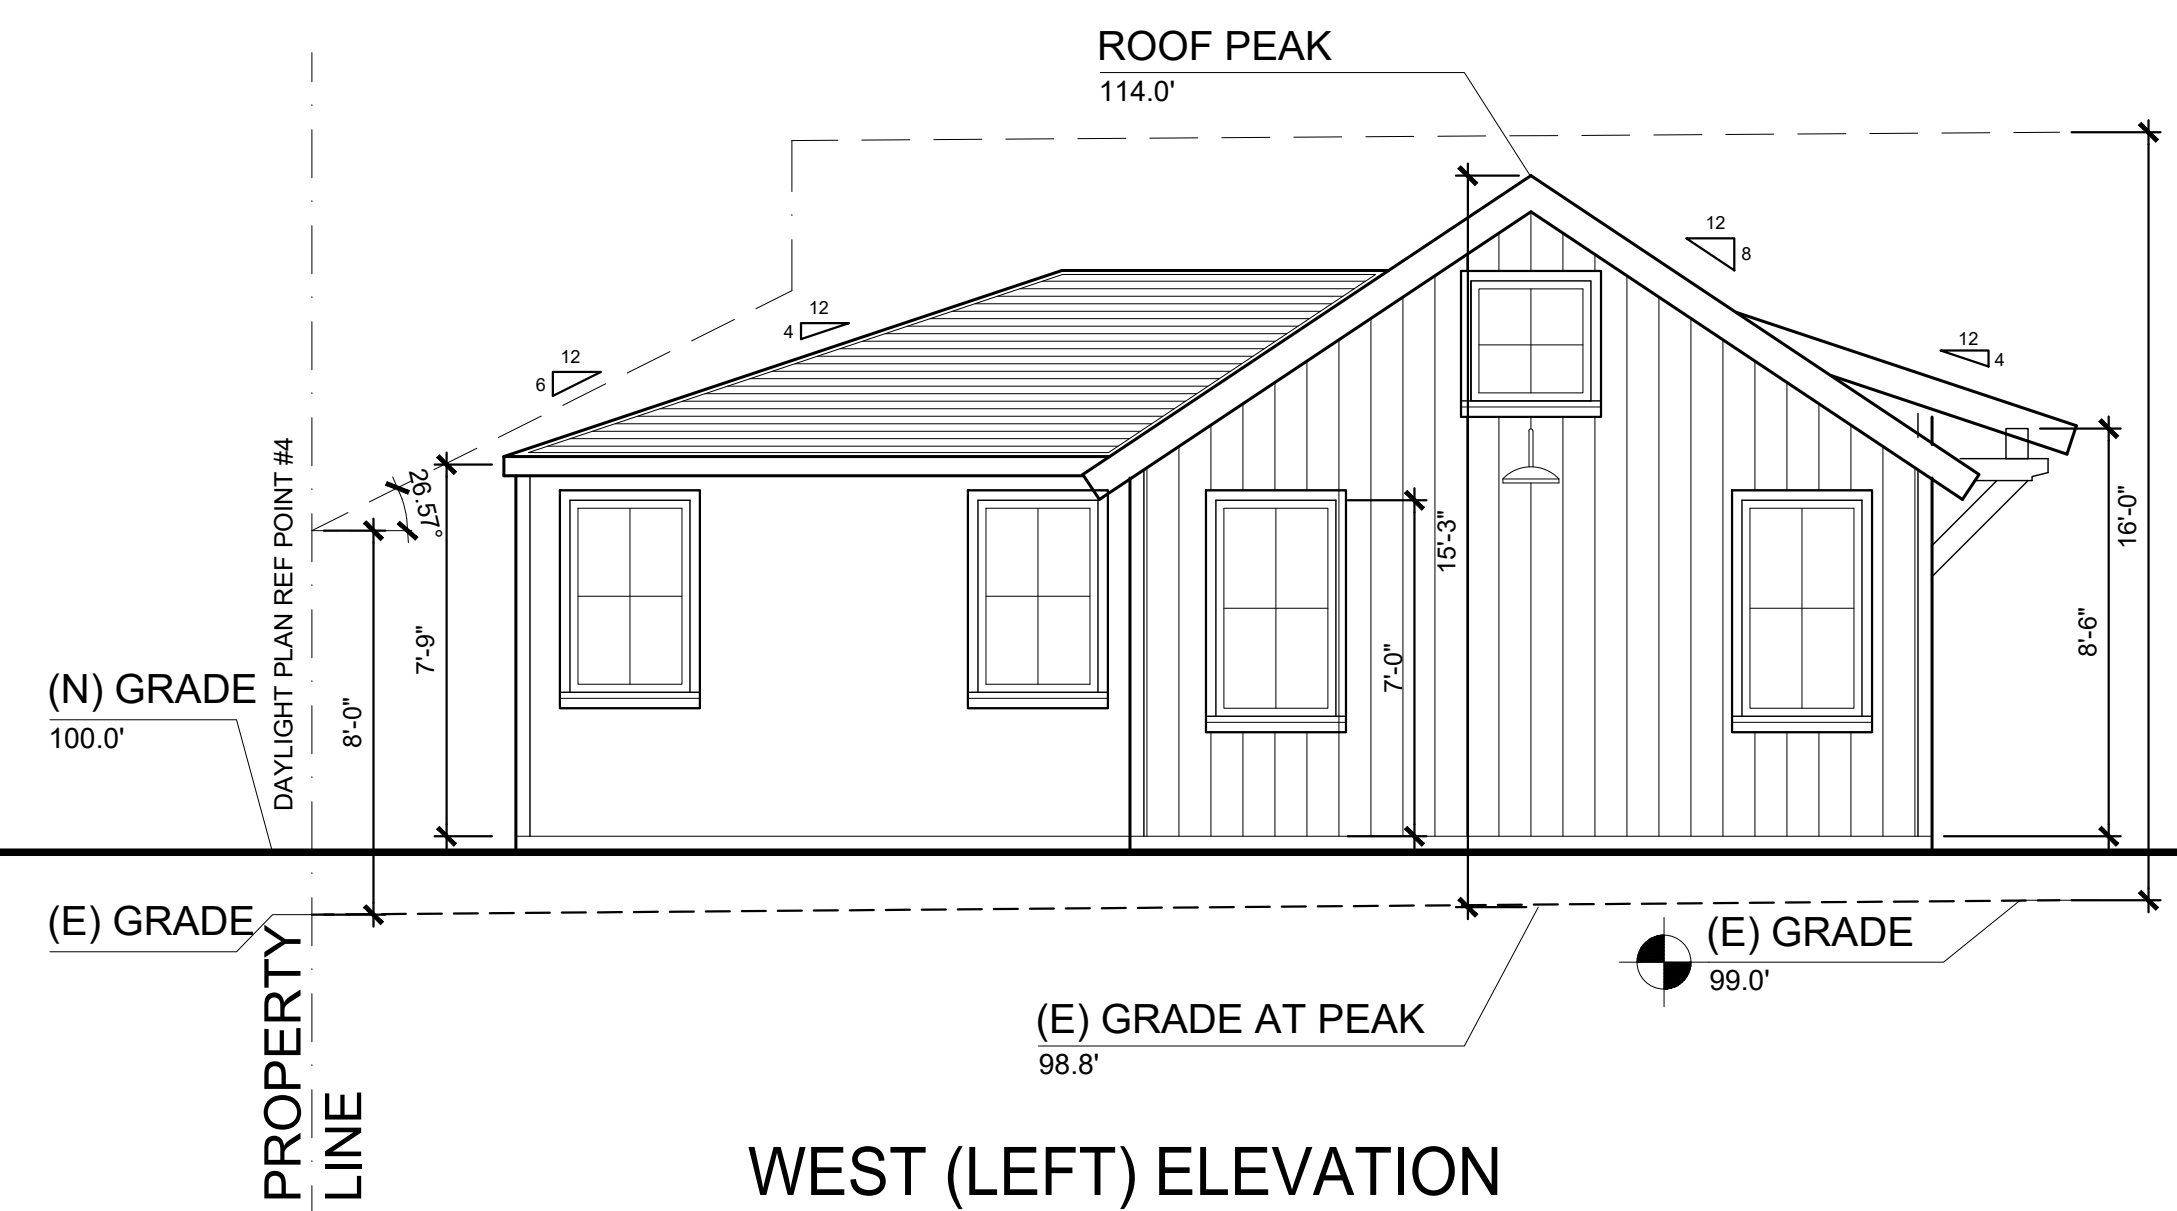 ROOF PEAK
114.0'
12
8
12
4
12
6
12
4
DAYLIGHT PLAN REF POINT #4
26.57°
15'-3"
16'-0"
7'-9"
7'-0"
8'-6"
8'-0"
(N) GRADE
100.0'
(E) GRADE
(E) GRADE
99.0'
(E) GRADE AT PEAK
98.8'
PROPERTY
LINE
WEST (LEFT) ELEVATION